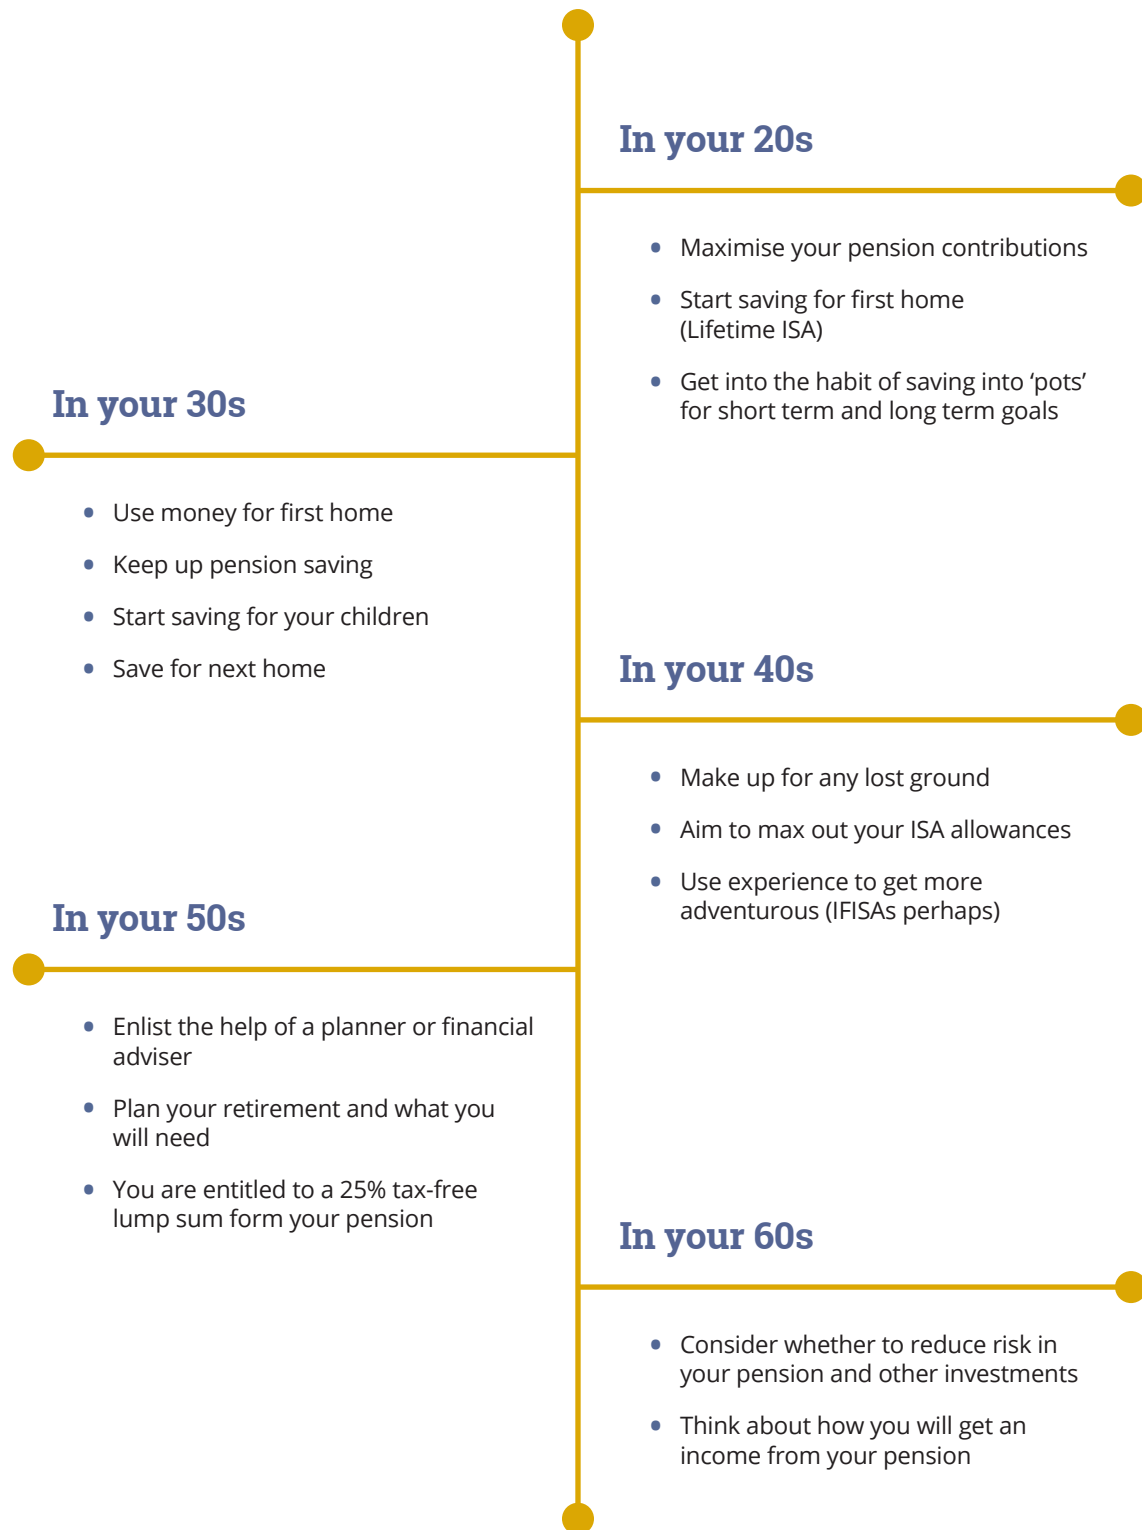 In your 20s
• Maximise your pension contributions
• Start saving for first home
(Lifetime ISA)
• Get into the habit of saving into ‘pots’
for short term and long term goals
In your 30s
• Use money for first home
• Keep up pension saving
• Start saving for your children
• Save for next home
In your 40s
• Make up for any lost ground
• Aim to max out your ISA allowances
• Use experience to get more
adventurous (IFISAs perhaps)
In your 50s
• Enlist the help of a planner or financial
adviser
• Plan your retirement and what you
will need
• You are entitled to a 25% tax-free
lump sum form your pension
In your 60s
• Consider whether to reduce risk in
your pension and other investments
• Think about how you will get an
income from your pension